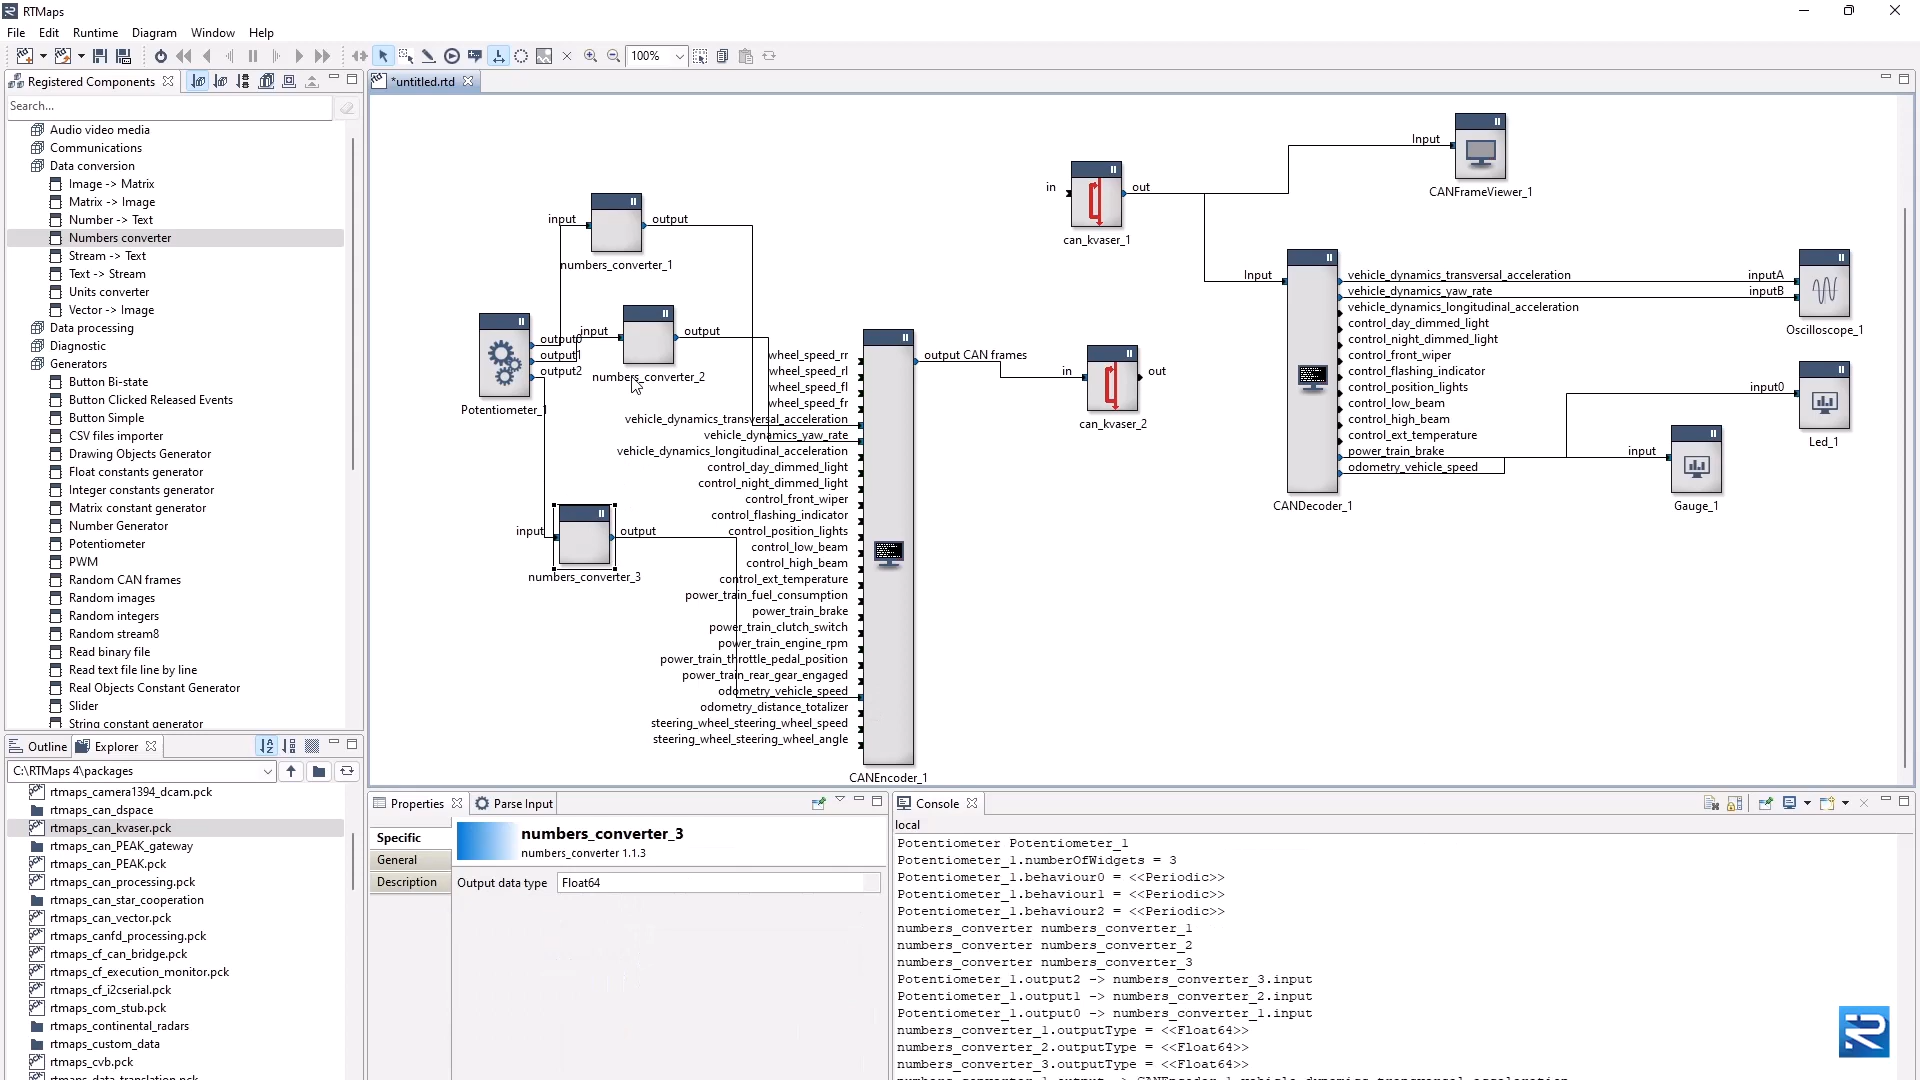 RTMaps
File Edit Runtime Diagram Window Help
100%
Registered Components
*untitled.rtd
Search...
Audio video media
Communications
Data conversion
Image -> Matrix
Matrix -> Image
Number -> Text
Numbers converter
Stream -> Text
Text -> Stream
Units converter
Vector -> Image
Data processing
Diagnostic
Generators
Button Bi-state
Button Clicked Released Events
Button Simple
CSV files importer
Drawing Objects Generator
Float constants generator
Integer constants generator
Matrix constant generator
Number Generator
Potentiometer
PWM
Random CAN frames
Random images
Random integers
Random stream8
Read binary file
Read text file line by line
Real Objects Constant Generator
Slider
String constant generator
Outline Explorer
C:\RTMaps 4\packages
rtmaps_camera1394_dcam.pck
rtmaps_can_dspace
rtmaps_can_kvaser.pck
rtmaps_can_PEAK_gateway
rtmaps_can_PEAK.pck
rtmaps_can_processing.pck
rtmaps_can_star_cooperation
rtmaps_can_vector.pck
rtmaps_canfd_processing.pck
rtmaps_cf_can_bridge.pck
rtmaps_cf_execution_monitor.pck
rtmaps_cf_i2cserial.pck
rtmaps_com_stub.pck
rtmaps_continental_radars
rtmaps_custom_data
rtmaps_cvb.pck
rtmaps_data_translation.pck
input output
numbers_converter_1
input output
numbers_converter_2
output0
output1
output2
Potentiometer_1
input output
numbers_converter_3
wheel_speed_rr
wheel_speed_rl
wheel_speed_fl
wheel_speed_fr
vehicle_dynamics_transversal_acceleration
vehicle_dynamics_yaw_rate
vehicle_dynamics_longitudinal_acceleration
control_day_dimmed_light
control_night_dimmed_light
control_front_wiper
control_flashing_indicator
control_position_lights
control_low_beam
control_high_beam
control_ext_temperature
power_train_fuel_consumption
power_train_brake
power_train_clutch_switch
power_train_engine_rpm
power_train_throttle_pedal_position
power_train_rear_gear_engaged
odometry_vehicle_speed
odometry_distance_totalizer
steering_wheel_steering_wheel_speed
steering_wheel_steering_wheel_angle
output CAN frames
CANEncoder_1
in out
can_kvaser_1
in out
can_kvaser_2
Input
CANFrameViewer_1
Input
vehicle_dynamics_transversal_acceleration
vehicle_dynamics_yaw_rate
vehicle_dynamics_longitudinal_acceleration
control_day_dimmed_light
control_night_dimmed_light
control_front_wiper
control_flashing_indicator
control_position_lights
control_low_beam
control_high_beam
control_ext_temperature
power_train_brake
odometry_vehicle_speed
CANDecoder_1
inputA
inputB
Oscilloscope_1
input0
Led_1
input
Gauge_1
Properties Parse Input
Specific
General
Description
numbers_converter_3
numbers_converter 1.1.3
Output data type Float64
Console
local
Potentiometer Potentiometer_1
Potentiometer_1.numberOfWidgets = 3
Potentiometer_1.behaviour0 = <<Periodic>>
Potentiometer_1.behaviour1 = <<Periodic>>
Potentiometer_1.behaviour2 = <<Periodic>>
numbers_converter numbers_converter_1
numbers_converter numbers_converter_2
numbers_converter numbers_converter_3
Potentiometer_1.output2 -> numbers_converter_3.input
Potentiometer_1.output1 -> numbers_converter_2.input
Potentiometer_1.output0 -> numbers_converter_1.input
numbers_converter_1.outputType = <<Float64>>
numbers_converter_2.outputType = <<Float64>>
numbers_converter_3.outputType = <<Float64>>
numbers_converter_1.output -> CANEncoder_1.vehicle_dynamics_transversal_acceleration